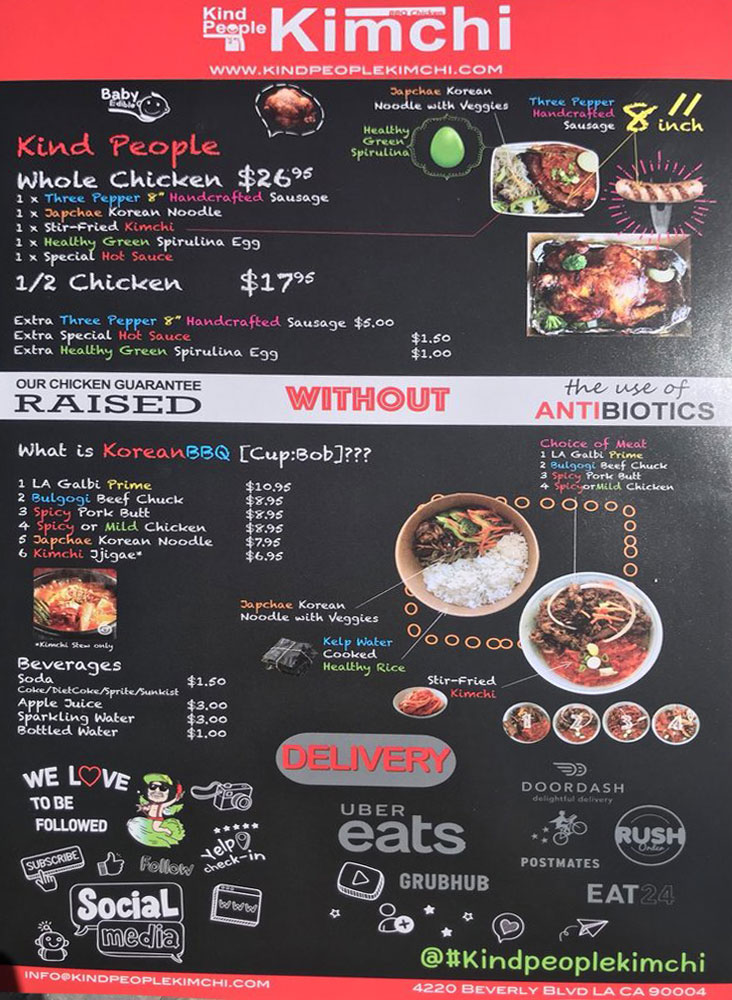 Kind
People
BBQ Chicken
Kimchi
WWW.KINDPEOPLEKIMCHI.COM
Baby
Edible
Japchae Korean
Noodle with Veggies
Three Pepper
Handcrafted
Sausage
8" inch
Healthy
Green
Spirulina
Kind People
Whole Chicken $26.95
1 x Three Pepper 8" Handcrafted Sausage
1 x Japchae Korean Noodle
1 x Stir-Fried Kimchi
1 x Healthy Green Spirulina Egg
1 x Special Hot Sauce
1/2 Chicken $17.95
Extra Three Pepper 8" Handcrafted Sausage $5.00
Extra Special Hot Sauce $1.50
Extra Healthy Green Spirulina Egg $1.00
OUR CHICKEN GUARANTEE
RAISED
WITHOUT
the use of
ANTIBIOTICS
What is KoreanBBQ [Cup:Bob]???
1 LA Galbi Prime $10.95
2 Bulgogi Beef Chuck $8.95
3 Spicy Pork Butt $8.95
4 Spicy or Mild Chicken $8.95
5 Japchae Korean Noodle $7.95
6 Kimchi Jjigae* $6.95
Choice of Meat
1 LA Galbi Prime
2 Bulgogi Beef Chuck
3 Spicy Pork Butt
4 SpicyorMild Chicken
*Kimchi Stew only
Japchae Korean
Noodle with Veggies
Kelp Water
Cooked
Healthy Rice
Stir-Fried
Kimchi
1 2 3 4
Beverages
Soda $1.50
Coke/DietCoke/Sprite/Sunkist
Apple Juice $3.00
Sparkling Water $3.00
Bottled Water $1.00
DELIVERY
WE LOVE
TO BE
FOLLOWED
SUBSCRIBE
Follow
Yelp
check-in
Social
media
WWW
UBER
eats
DOORDASH
delightful delivery
POSTMATES
RUSH
Order
GRUBHUB
EAT24
@#Kindpeoplekimchi
INFO@KINDPEOPLEKIMCHI.COM
4220 BEVERLY BLVD LA CA 90004